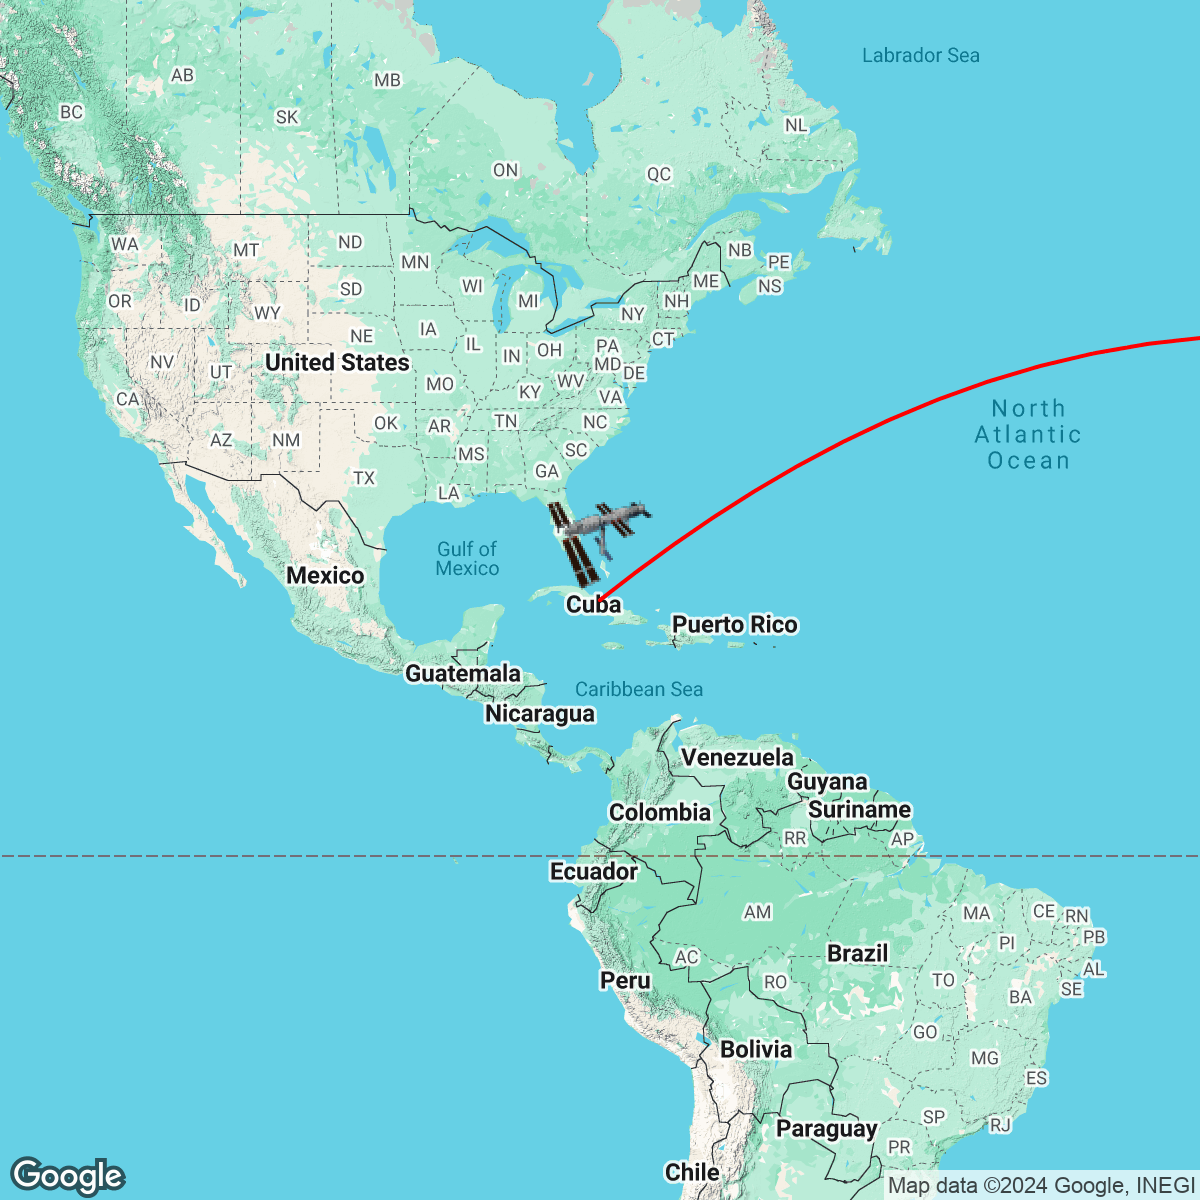 Labrador Sea
AB
MB
BC
SK
NL
ON
QC
WA
MT
ND
MN
NB
PE
OR
ID
WY
SD
WI
MI
ME
NS
NH
NY
NV
UT
NE
IA
IL
IN
OH
PA
CT
United States
MD
DE
CA
CO
MO
KY
WV
VA
North
Atlantic
Ocean
AZ
NM
OK
AR
TN
NC
TX
LA
MS
GA
SC
Gulf of
Mexico
Mexico
Cuba
Puerto Rico
Guatemala
Caribbean Sea
Nicaragua
Venezuela
Guyana
Suriname
Colombia
RR
AP
Ecuador
AM
MA
CE
RN
PI
PB
Brazil
AC
AL
Peru
RO
TO
SE
BA
GO
Bolivia
MG
ES
SP
Paraguay
RJ
PR
Chile
Google
Map data ©2024 Google, INEGI